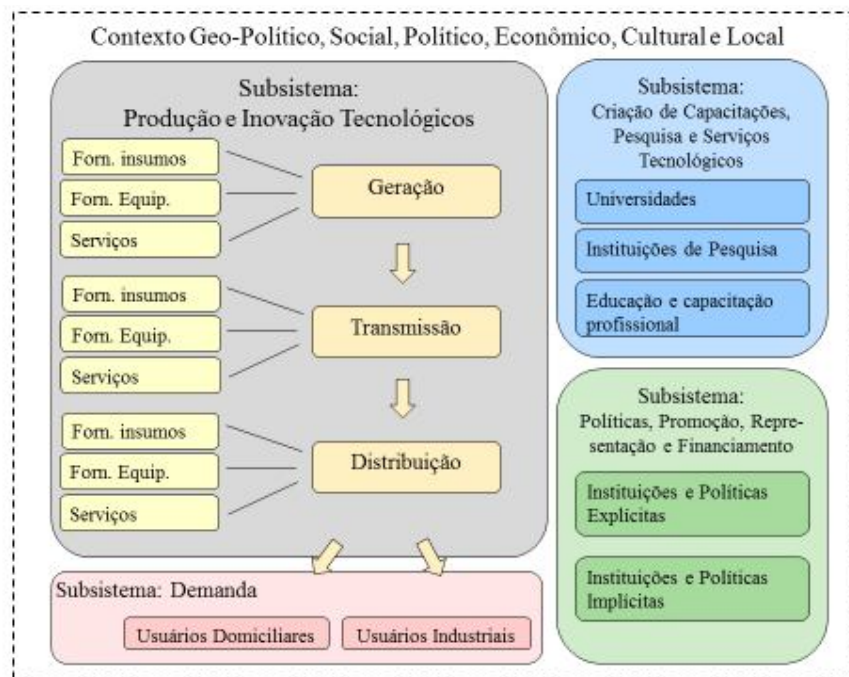 Contexto Geo-Político, Social, Político, Econômico, Cultural e Local
Subsistema:
Produção e Inovação Tecnológicos
Forn. insumos
Forn. Equip.
Serviços
Geração
Forn. insumos
Forn. Equip.
Serviços
Transmissão
Forn. insumos
Forn. Equip.
Serviços
Distribuição
Subsistema: Demanda
Usuários Domiciliares
Usuários Industriais
Subsistema:
Criação de Capacitações,
Pesquisa e Serviços
Tecnológicos
Universidades
Instituições de Pesquisa
Educação e capacitação
profissional
Subsistema:
Políticas, Promoção, Repre-
sentação e Financiamento
Instituições e Políticas
Explícitas
Instituições e Políticas
Implícitas